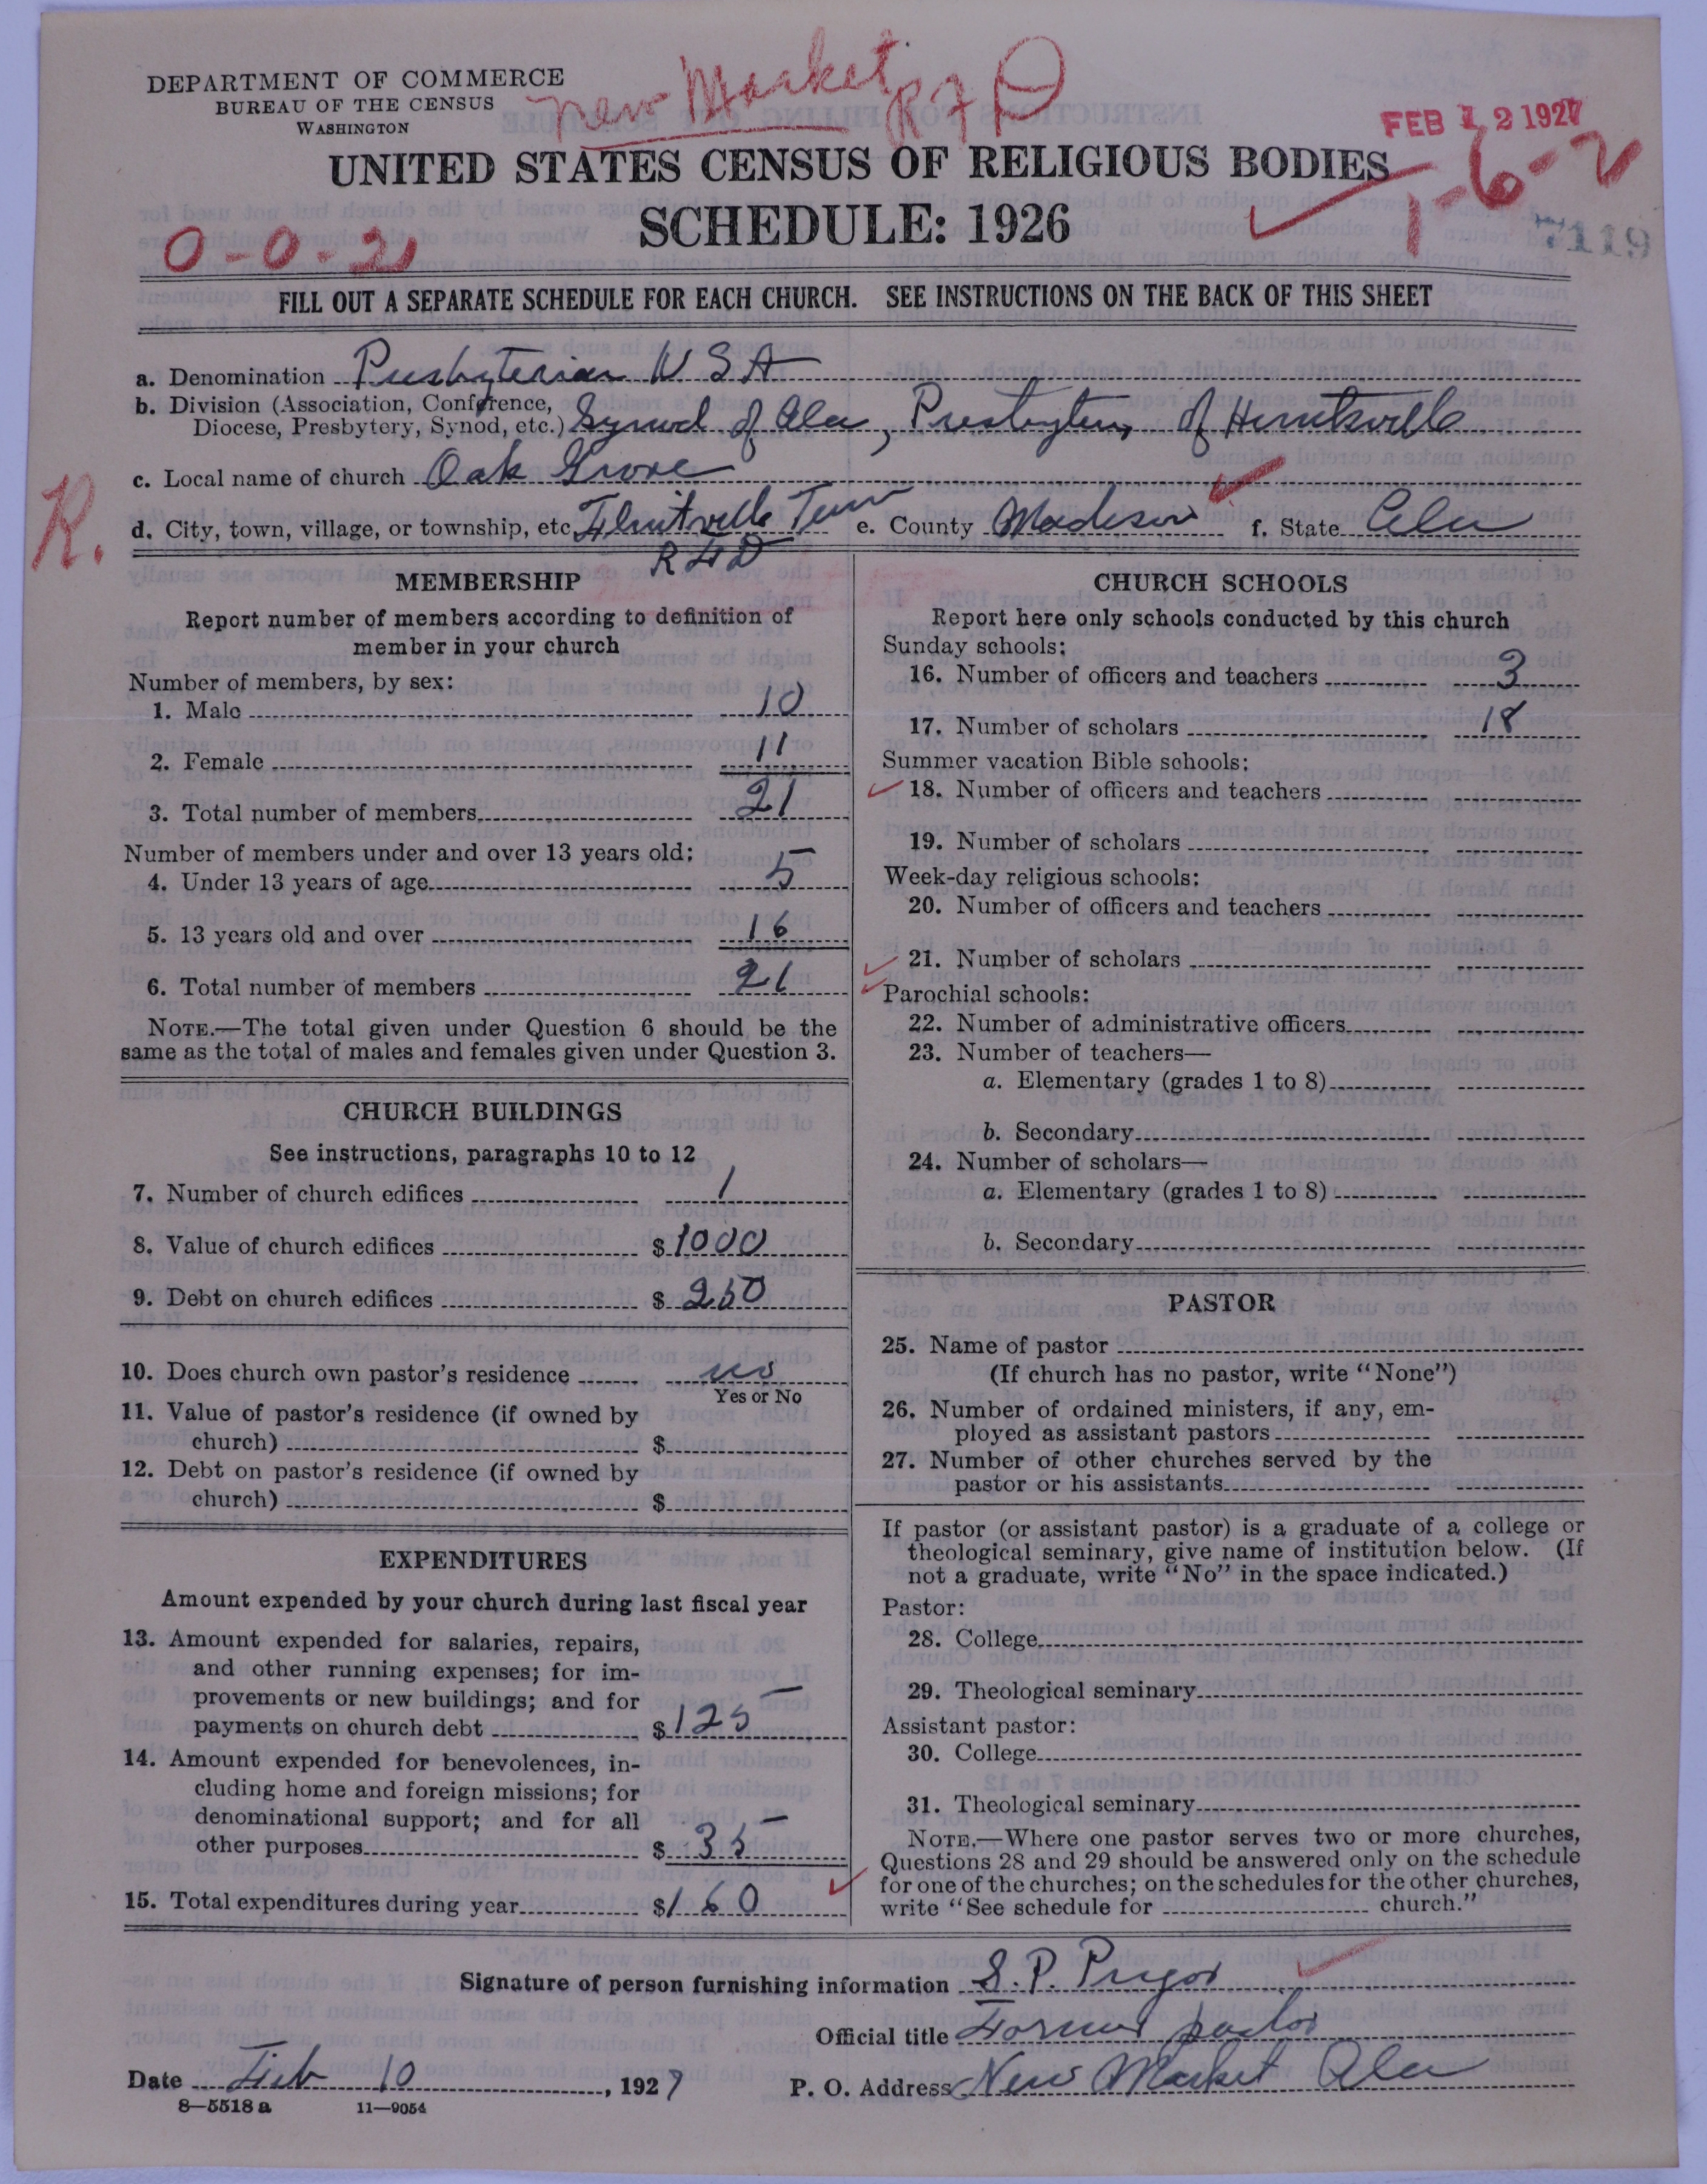 DEPARTMENT OF COMMERCE
BUREAU OF THE CENSUS
WASHINGTON
New Market R F D
FEB 12 1927
UNITED STATES CENSUS OF RELIGIOUS BODIES
1-6-2
SCHEDULE: 1926
7119
0-0-2
FILL OUT A SEPARATE SCHEDULE FOR EACH CHURCH. SEE INSTRUCTIONS ON THE BACK OF THIS SHEET
a. Denomination Presbyterian U S A
b. Division (Association, Conference,
Diocese, Presbytery, Synod, etc.) Synod of Ala, Presbytery of Huntsville
c. Local name of church Oak Grove
R.
d. City, town, village, or township, etc. Flintville Tenn e. County Madison f. State Ala
R F D
MEMBERSHIP
Report number of members according to definition of
member in your church
Number of members, by sex:
1. Male 10
2. Female 11
3. Total number of members 21
Number of members under and over 13 years old:
4. Under 13 years of age 5
5. 13 years old and over 16
6. Total number of members 21
NOTE.—The total given under Question 6 should be the
same as the total of males and females given under Question 3.
CHURCH BUILDINGS
See instructions, paragraphs 10 to 12
7. Number of church edifices 1
8. Value of church edifices $1000
9. Debt on church edifices $250
10. Does church own pastor's residence no
Yes or No
11. Value of pastor's residence (if owned by
church) $
12. Debt on pastor's residence (if owned by
church) $
EXPENDITURES
Amount expended by your church during last fiscal year
13. Amount expended for salaries, repairs,
and other running expenses; for im-
provements or new buildings; and for
payments on church debt $125
14. Amount expended for benevolences, in-
cluding home and foreign missions; for
denominational support; and for all
other purposes $35
15. Total expenditures during year $160
CHURCH SCHOOLS
Report here only schools conducted by this church
Sunday schools:
16. Number of officers and teachers 3
17. Number of scholars 18
Summer vacation Bible schools:
18. Number of officers and teachers
19. Number of scholars
Week-day religious schools:
20. Number of officers and teachers
21. Number of scholars
Parochial schools:
22. Number of administrative officers
23. Number of teachers—
a. Elementary (grades 1 to 8)
b. Secondary
24. Number of scholars—
a. Elementary (grades 1 to 8)
b. Secondary
PASTOR
25. Name of pastor
(If church has no pastor, write "None")
26. Number of ordained ministers, if any, em-
ployed as assistant pastors
27. Number of other churches served by the
pastor or his assistants
If pastor (or assistant pastor) is a graduate of a college or
theological seminary, give name of institution below. (If
not a graduate, write "No" in the space indicated.)
Pastor:
28. College
29. Theological seminary
Assistant pastor:
30. College
31. Theological seminary
NOTE.—Where one pastor serves two or more churches,
Questions 28 and 29 should be answered only on the schedule
for one of the churches; on the schedules for the other churches,
write "See schedule for church."
Signature of person furnishing information S. P. Pryor
Official title Former pastor
Date Feb 10, 1927 P. O. Address New Market Ala
8—5518 a 11—9054